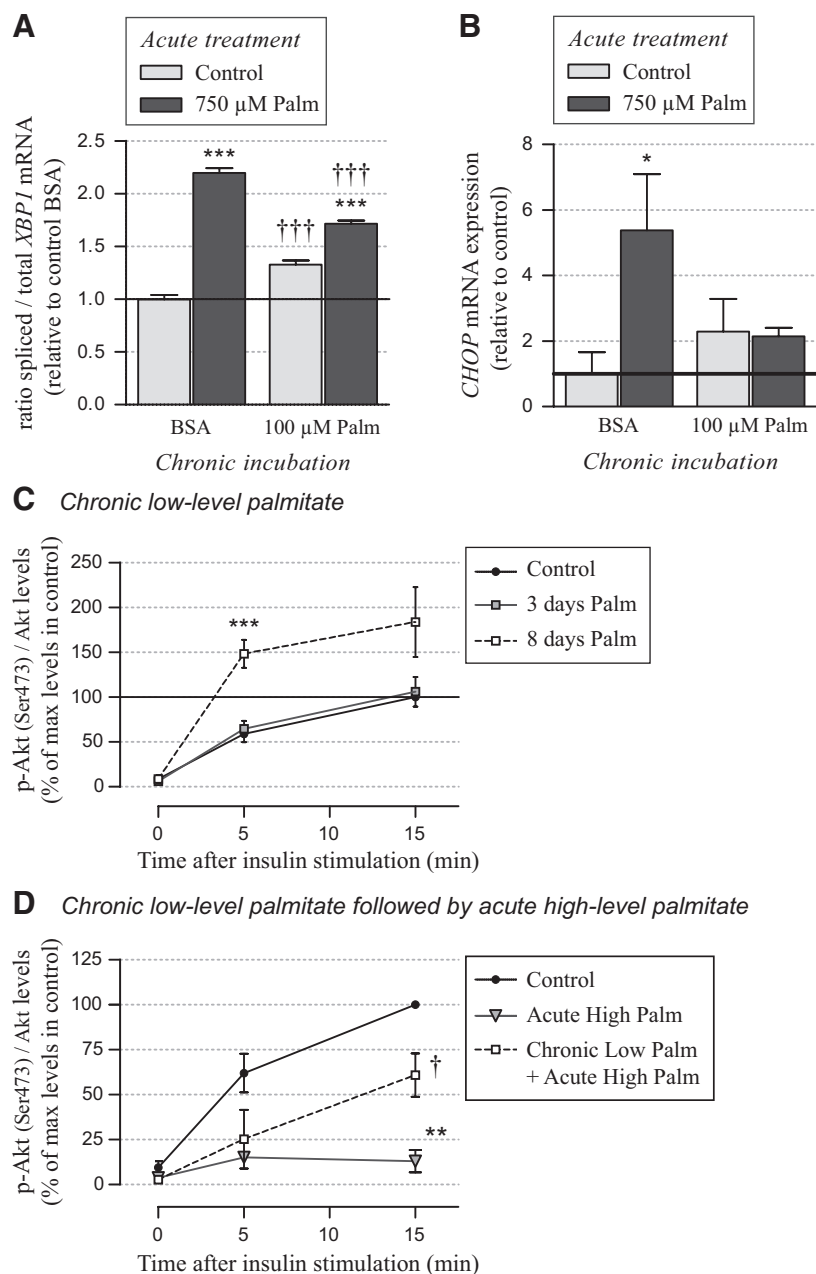 A
Acute treatment
Control
750 µM Palm
ratio spliced / total XBP1 mRNA
(relative to control BSA)
2.5
2.0
1.5
1.0
0.5
0.0
***
†††
†††
***
BSA
100 µM Palm
Chronic incubation
B
Acute treatment
Control
750 µM Palm
CHOP mRNA expression
(relative to control)
8
6
4
2
0
*
BSA
100 µM Palm
Chronic incubation
C Chronic low-level palmitate
p-Akt (Ser473) / Akt levels
(% of max levels in control)
250
200
150
100
50
0
***
0 5 10 15
Time after insulin stimulation (min)
Control
3 days Palm
8 days Palm
D Chronic low-level palmitate followed by acute high-level palmitate
p-Akt (Ser473) / Akt levels
(% of max levels in control)
125
100
75
50
25
0
†
**
0 5 10 15
Time after insulin stimulation (min)
Control
Acute High Palm
Chronic Low Palm
+ Acute High Palm